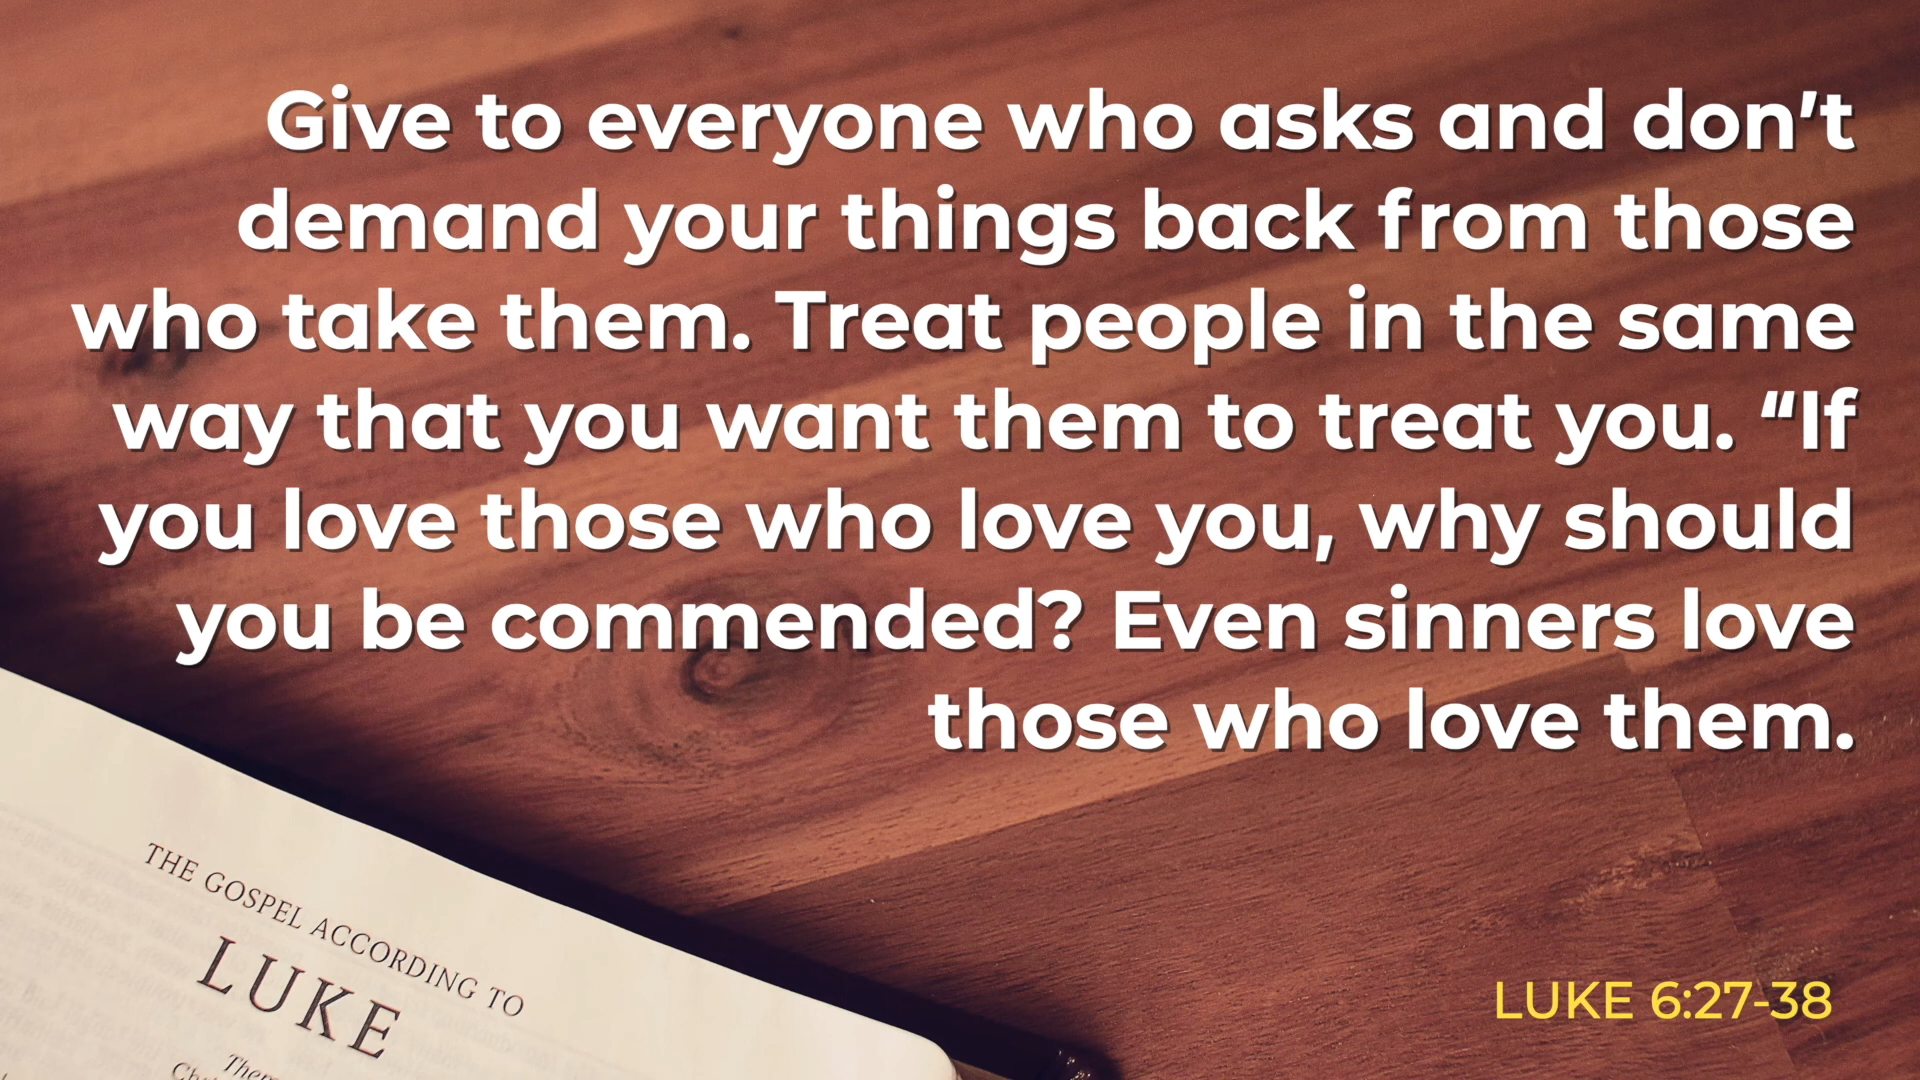 Give to everyone who asks and don’t
demand your things back from those
who take them. Treat people in the same
way that you want them to treat you. “If
you love those who love you, why should
you be commended? Even sinners love
those who love them.
THE GOSPEL ACCORDING TO
LUKE
LUKE 6:27-38